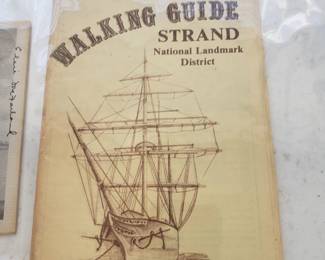 WALKING GUIDE
STRAND
National Landmark
District